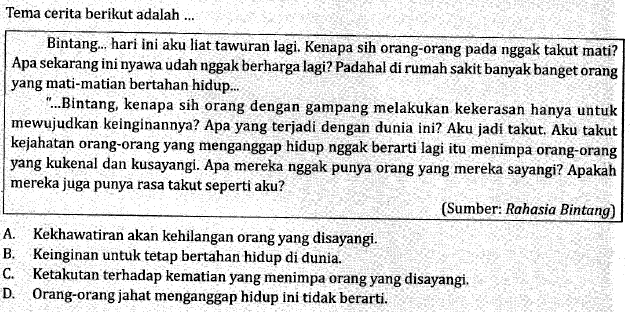 Tema cerita berikut adalah ...
Bintang... hari ini aku liat tawuran lagi. Kenapa sih orang-orang pada nggak takut mati?
Apa sekarang ini nyawa udah nggak berharga lagi? Padahal di rumah sakit banyak banget orang
yang mati-matian bertahan hidup...
"...Bintang, kenapa sih orang dengan gampang melakukan kekerasan hanya untuk
mewujudkan keinginannya? Apa yang terjadi dengan dunia ini? Aku jadi takut. Aku takut
kejahatan orang-orang yang menganggap hidup nggak berarti lagi itu menimpa orang-orang
yang kukenal dan kusayangi. Apa mereka nggak punya orang yang mereka sayangi? Apakah
mereka juga punya rasa takut seperti aku?
(Sumber: Rahasia Bintang)
A. Kekhawatiran akan kehilangan orang yang disayangi.
B. Keinginan untuk tetap bertahan hidup di dunia.
C. Ketakutan terhadap kematian yang menimpa orang yang disayangi.
D. Orang-orang jahat menganggap hidup ini tidak berarti.